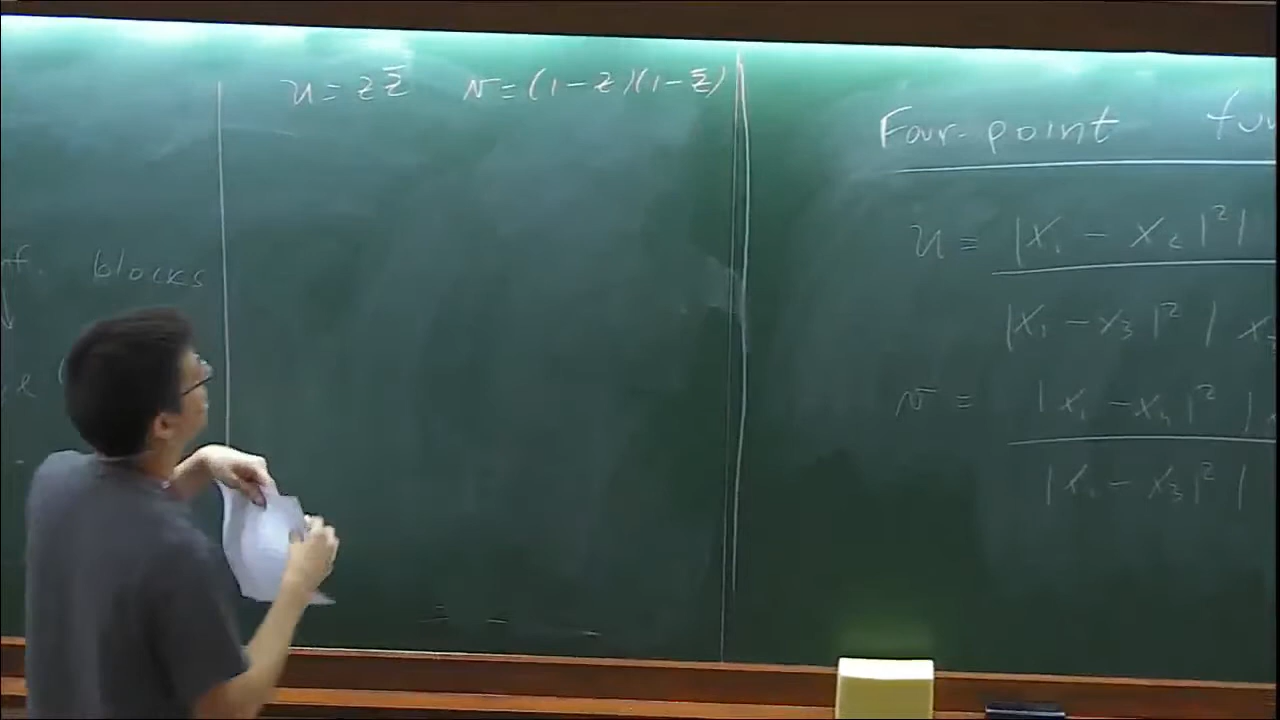 nf. blocks
u = z z̄ v = (1 - z)(1 - z̄)
Four-point fu
u ≡ |x₁ - x₂|²|
|x₁ - x₃|² | x₂
v ≡ |x₁ - x₄|² |
|x₁ - x₃|² |